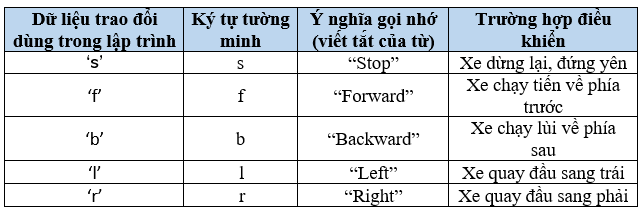 Dữ liệu trao đổi dùng trong lập trình | Ký tự tường minh | Ý nghĩa gọi nhớ (viết tắt của từ) | Trường hợp điều khiển
‘s’ | s | “Stop” | Xe dừng lại, đứng yên
‘f’ | f | “Forward” | Xe chạy tiến về phía trước
‘b’ | b | “Backward” | Xe chạy lùi về phía sau
‘l’ | l | “Left” | Xe quay đầu sang trái
‘r’ | r | “Right” | Xe quay đầu sang phải